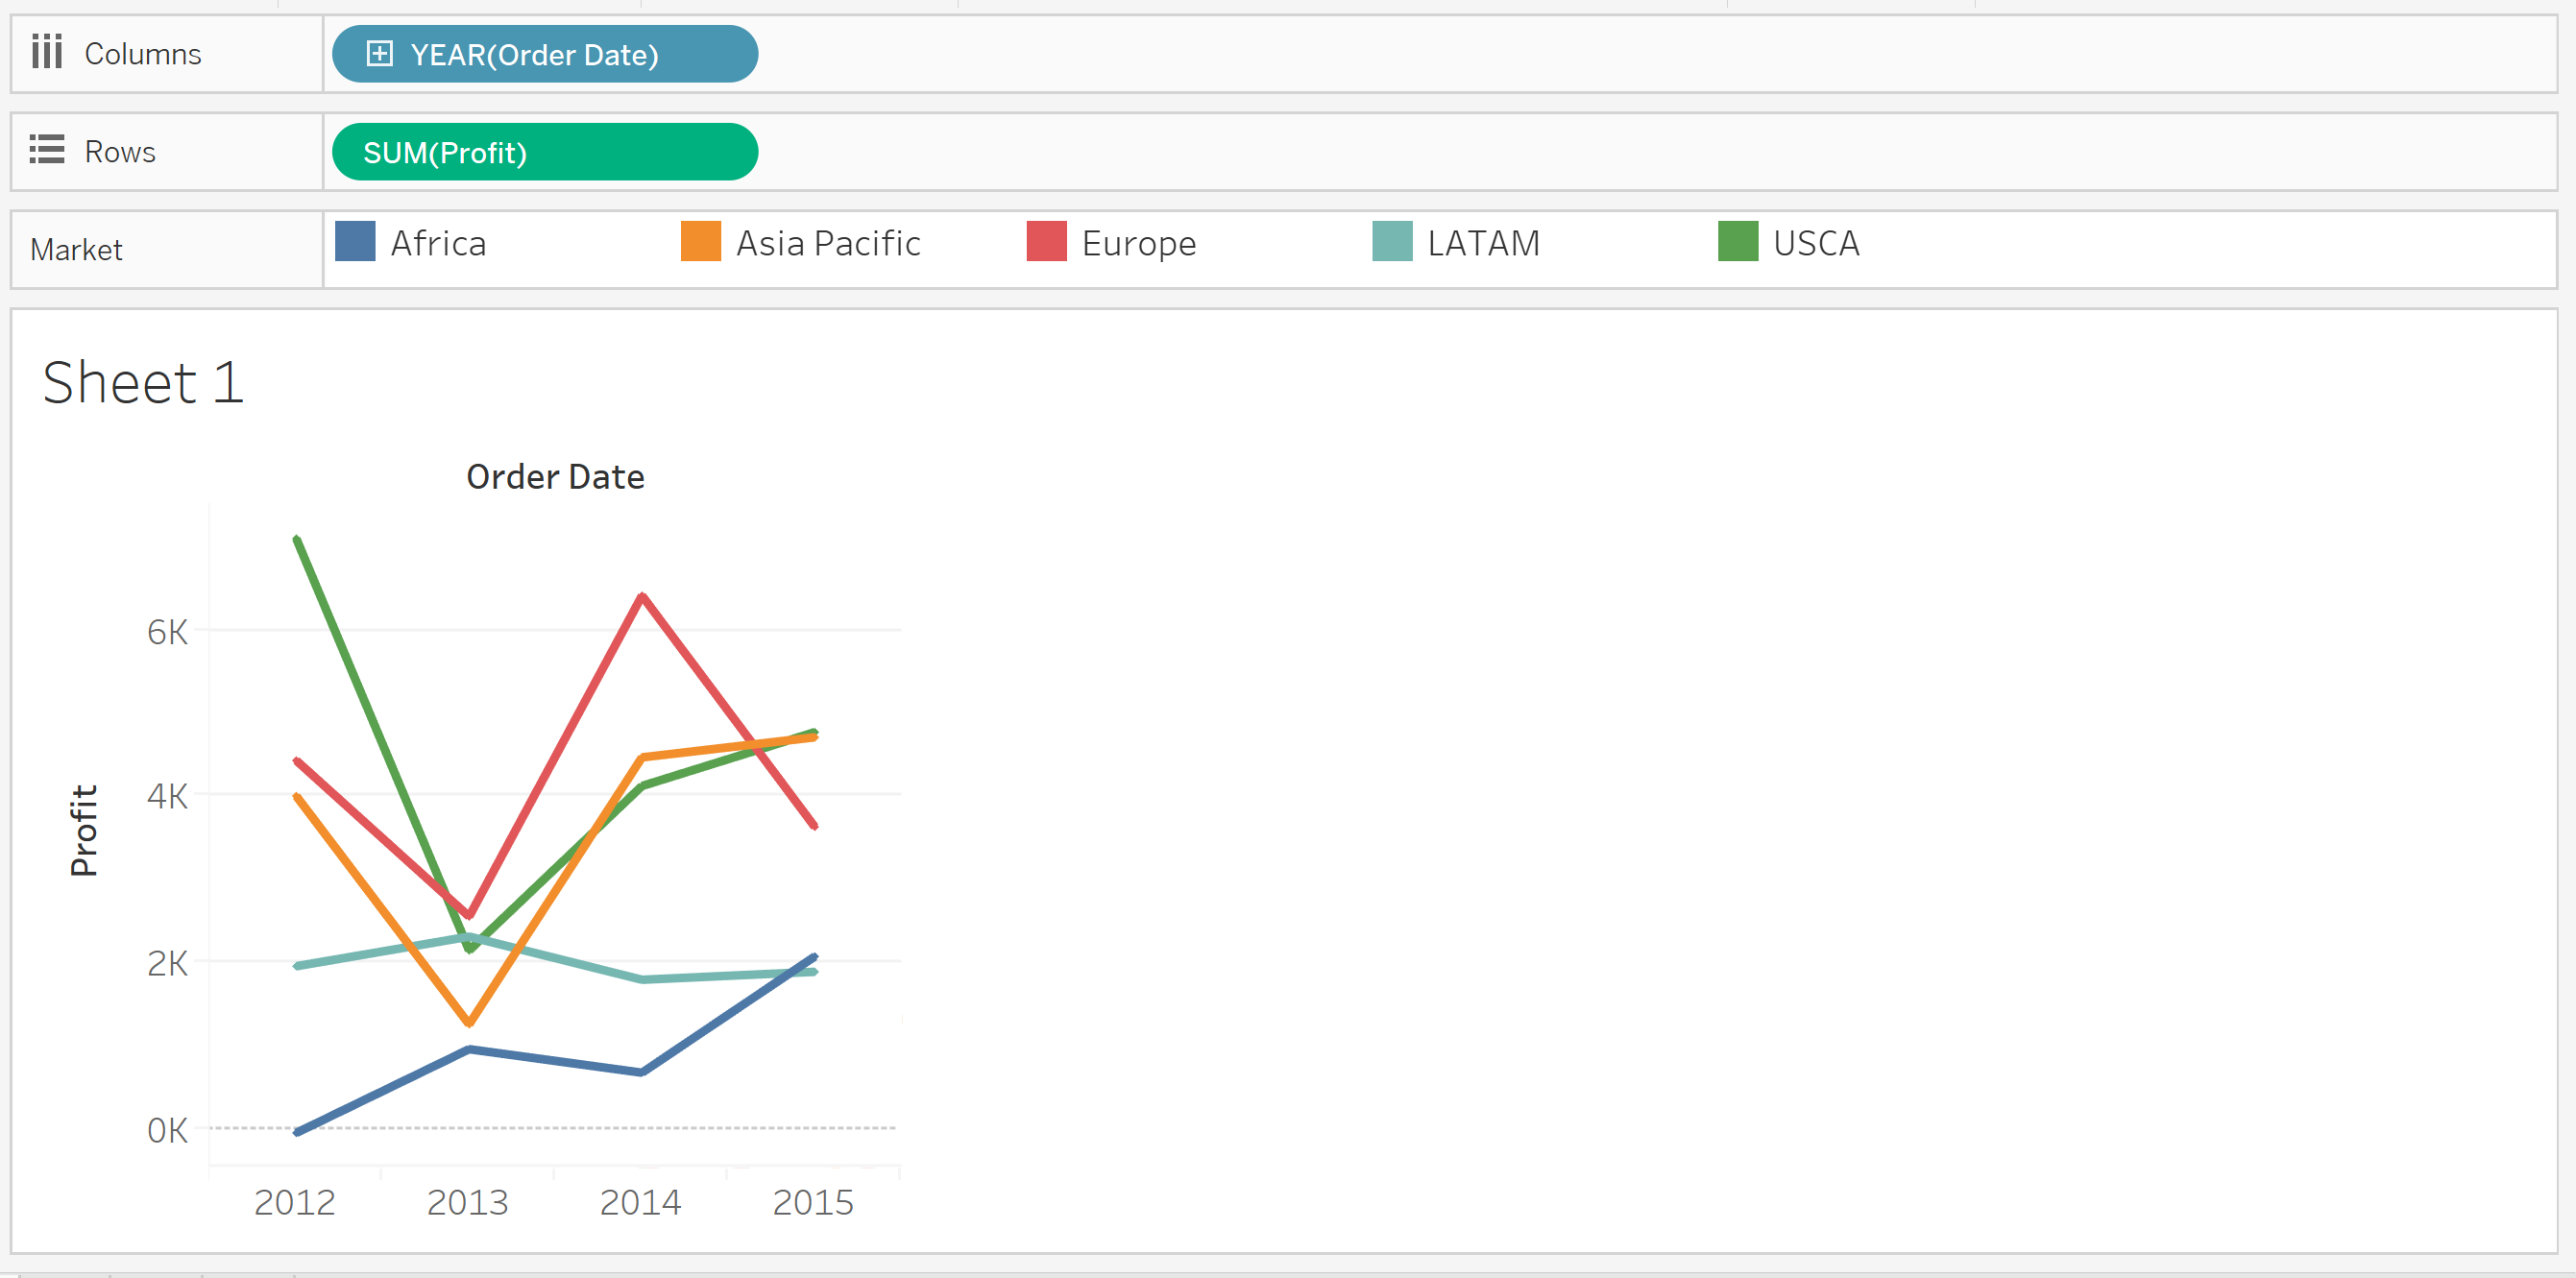 Columns YEAR(Order Date)
Rows SUM(Profit)
Market Africa Asia Pacific Europe LATAM USCA
Sheet 1
Order Date
Profit
6K
4K
2K
0K
2012 2013 2014 2015